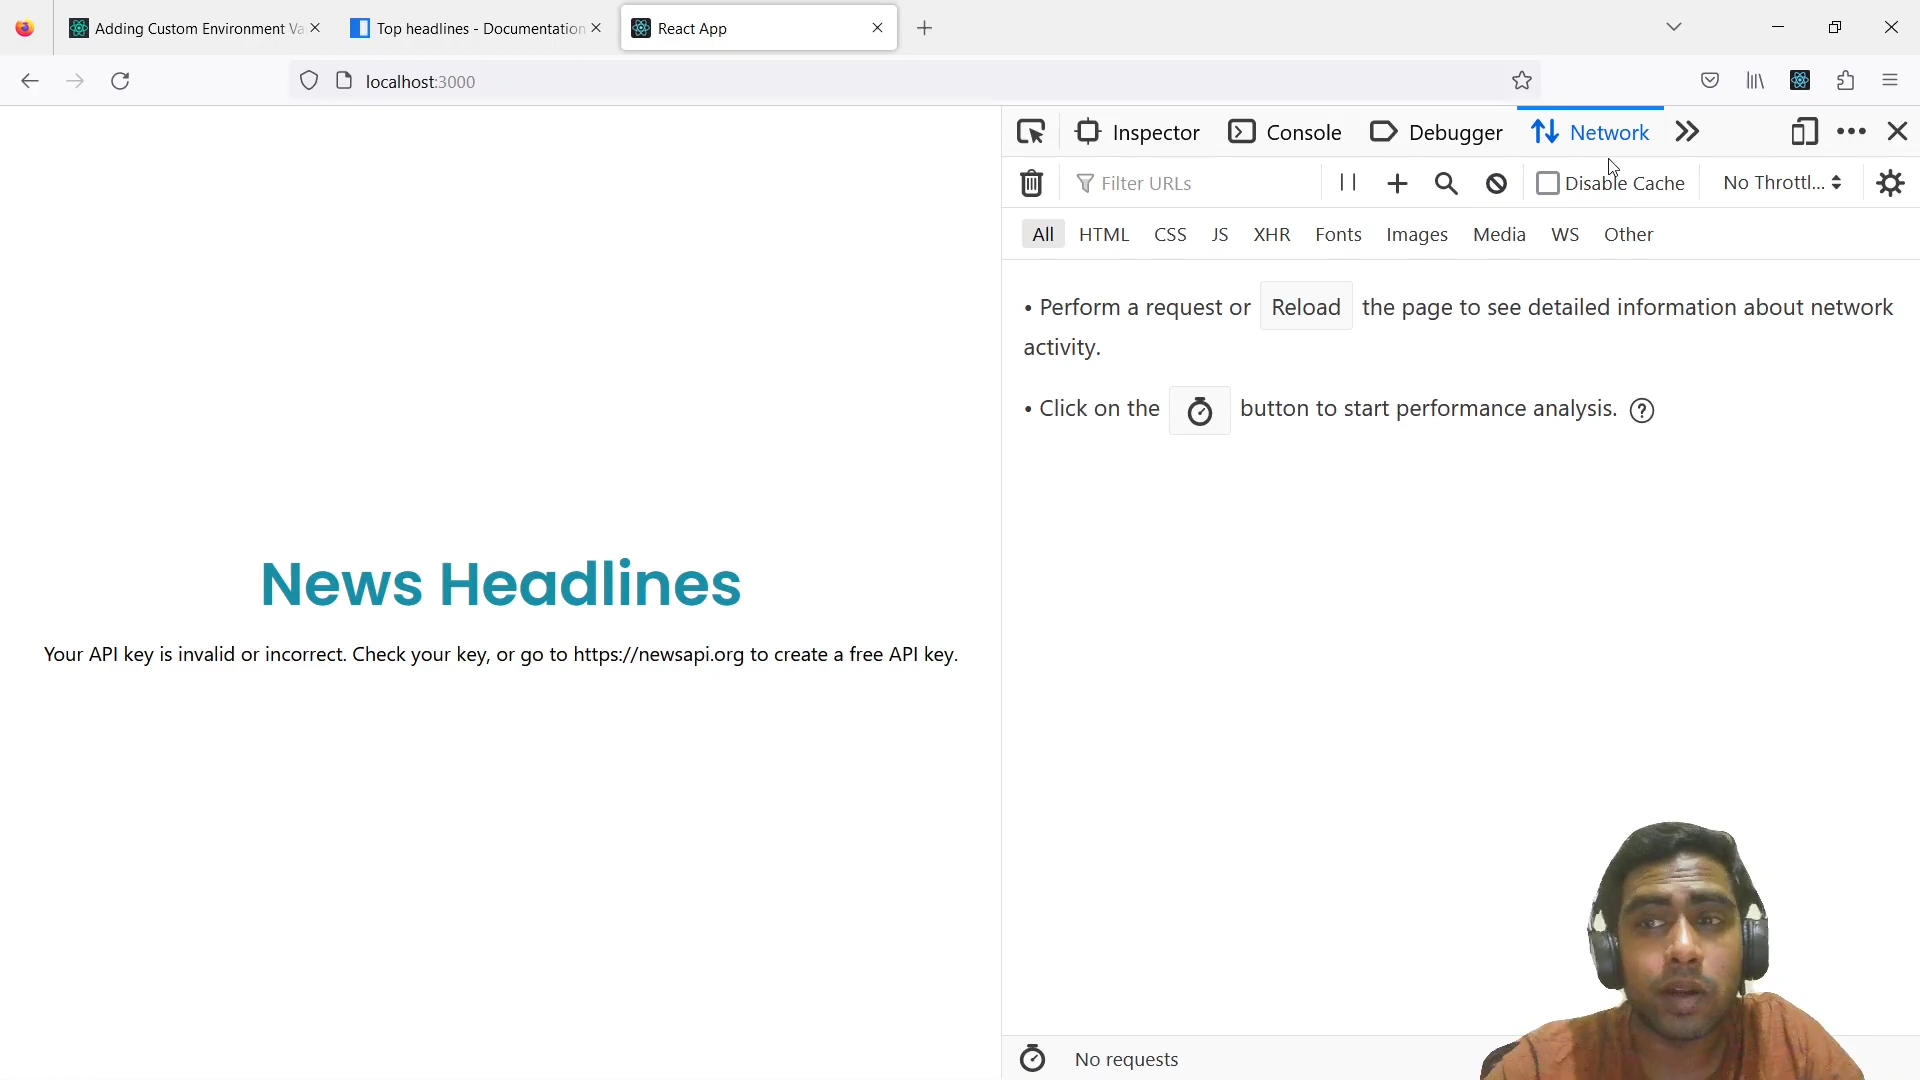 Adding Custom Environment Va
Top headlines - Documentation
React App
localhost:3000
Inspector
Console
Debugger
Network
Filter URLs
Disable Cache
No Throttl...
All
HTML
CSS
JS
XHR
Fonts
Images
Media
WS
Other
• Perform a request or Reload the page to see detailed information about network
activity.
• Click on the button to start performance analysis.
News Headlines
Your API key is invalid or incorrect. Check your key, or go to https://newsapi.org to create a free API key.
No requests